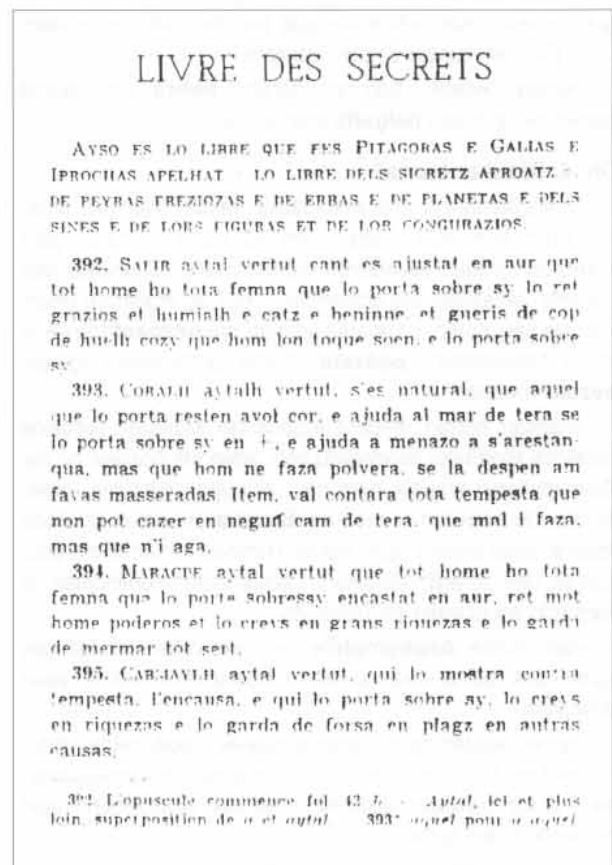 LIVRE DES SECRETS
AYSO ES LO LIBRE QUE FES PITAGORAS E GALIAS E
IPROCHAS APELHAT LO LIBRE DELS SICRETZ APROATZ
DE PEYRAS PREZIOZAS E DE ERBAS E DE PLANETAS E DELS
SINES E DE LORS FIGURAS ET DE LOR CONGURAZIOS.
392. SAFIR aytal vertut cant es ajustat en aur que
tot home ho tota femna que lo porta sobre sy lo ret
grazios et humialh e catz e beninne, et gueris de cop
de huelh cozy que hom lon toque soen, e lo porta sobre
sy.
393. CORALH aytalh vertut, s'es natural, que aquel
que lo porta resten avol cor, e ajuda al mar de tera se
lo porta sobre sy en +, e ajuda a menazo a s'arestan-
qua, mas que hom ne faza polvera, se la despen am
favas masseradas. Item, val contara tota tempesta que
non pot cazer en negun cam de tera, que mal i faza,
mas que n'i aga.
394. aytal vertut que tot home ho tota
femna que lo porte sobressy encastat en aur, ret mot
home poderos et lo creys en grans riquezas e lo garda
de mermar tot sert.
395. aytal vertut, qui lo mostra contra
tempesta, l'encausa, e qui lo porta sobre sy, lo creys
en riquezas e lo garda de forsa en plagz en autras
causas.
392. L'opuscule commence fol 42 Aytal, ici et plus
loin, superposition de a et aytal 393. aquel pour a aquel.